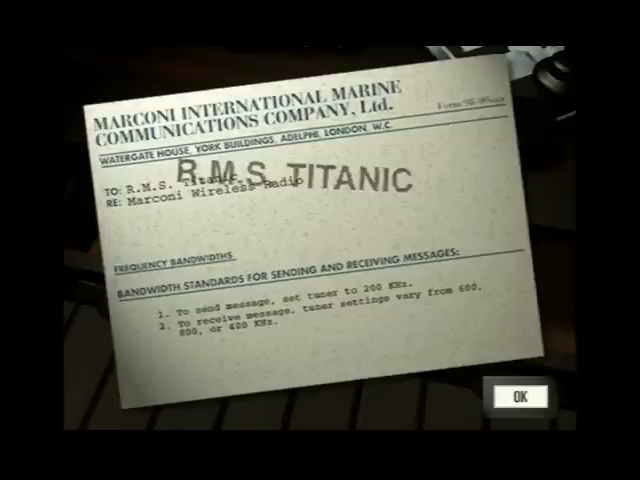 MARCONI INTERNATIONAL MARINE
COMMUNICATIONS COMPANY, Ltd.
WATERGATE HOUSE, YORK BUILDINGS, ADELPHI, LONDON, W.C.
R.M.S. TITANIC
TO: R.M.S. Titanic
RE: Marconi Wireless Radio
FREQUENCY BANDWIDTHS
BANDWIDTH STANDARDS FOR SENDING AND RECEIVING MESSAGES:
1. To send message, set tuner to 200 KHz.
2. To receive message, tuner settings vary from 600,
800, or 400 KHz.
OK